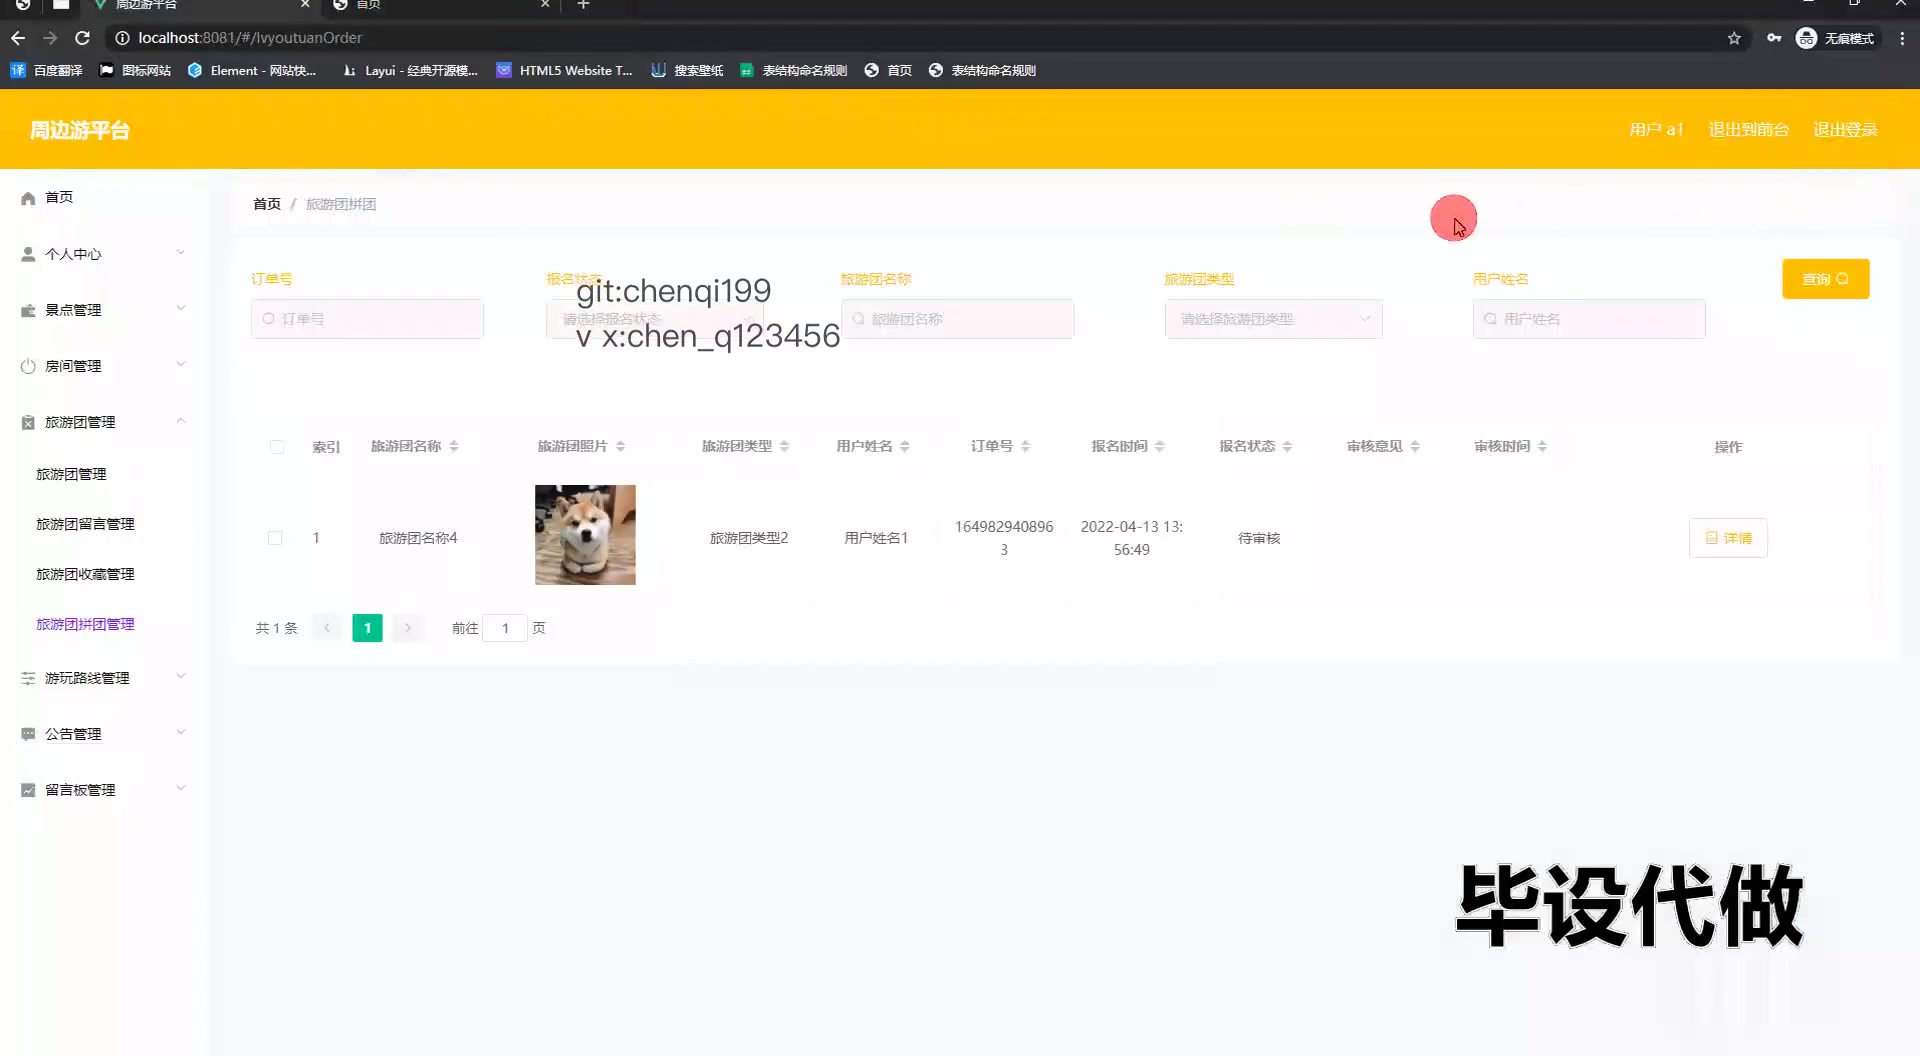 周边游平台
首页
localhost:8081/#/lvyoutuanOrder
无痕模式
百度翻译
图标网站
Element - 网站快...
Layui - 经典开源模...
HTML5 Website T...
搜索壁纸
表结构命名规则
首页
表结构命名规则
周边游平台
用户 a1
退出到前台
退出登录
首页
个人中心
景点管理
房间管理
旅游团管理
旅游团管理
旅游团留言管理
旅游团收藏管理
旅游团拼团管理
游玩路线管理
公告管理
留言板管理
首页 / 旅游团拼团
订单号
报名状态
旅游团名称
旅游团类型
用户姓名
查询
订单号
请选择报名状态
旅游团名称
请选择旅游团类型
用户姓名
git:chenqi199
v x:chen_q123456
索引 旅游团名称 旅游团照片 旅游团类型 用户姓名 订单号 报名时间 报名状态 审核意见 审核时间 操作
1 旅游团名称4 旅游团类型2 用户姓名1
164982940896
3
2022-04-13 13:
56:49
待审核
详情
共 1 条
1
前往 1 页
毕设代做